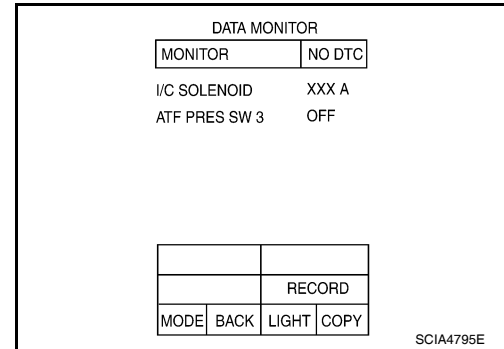 DATA MONITOR
MONITOR NO DTC
I/C SOLENOID XXX A
ATF PRES SW 3 OFF
RECORD
MODE BACK LIGHT COPY
SCIA4795E